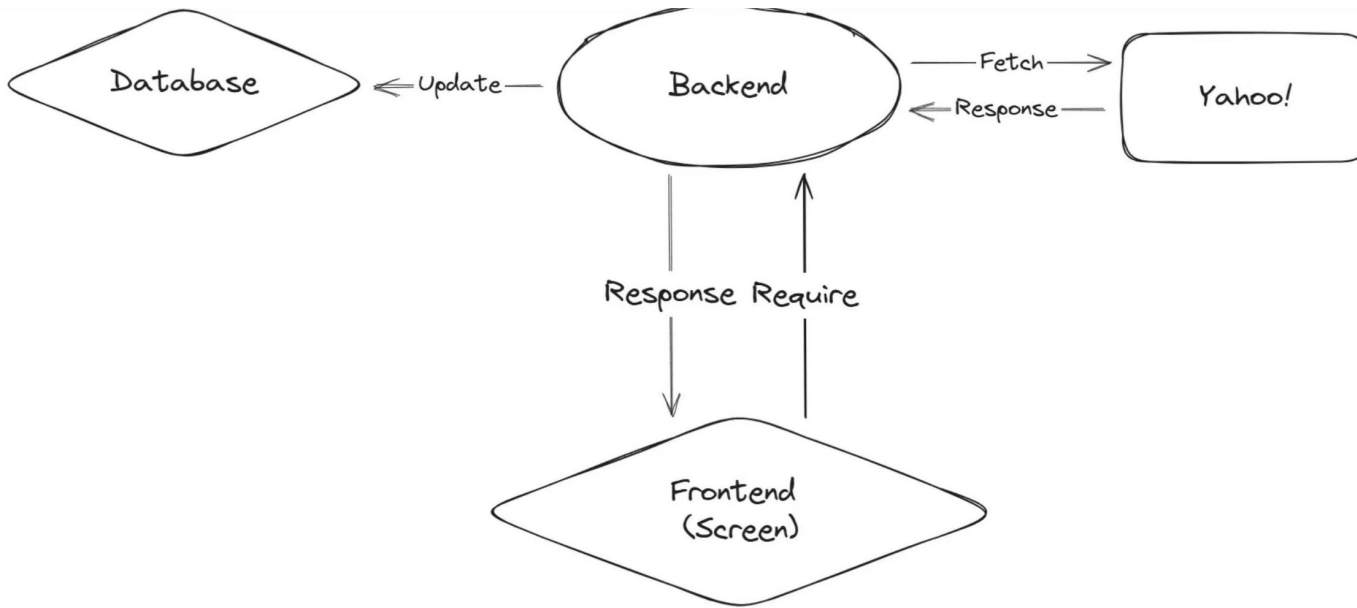 Database
Update
Backend
Fetch
Response
Yahoo!
Response
Require
Frontend
(Screen)